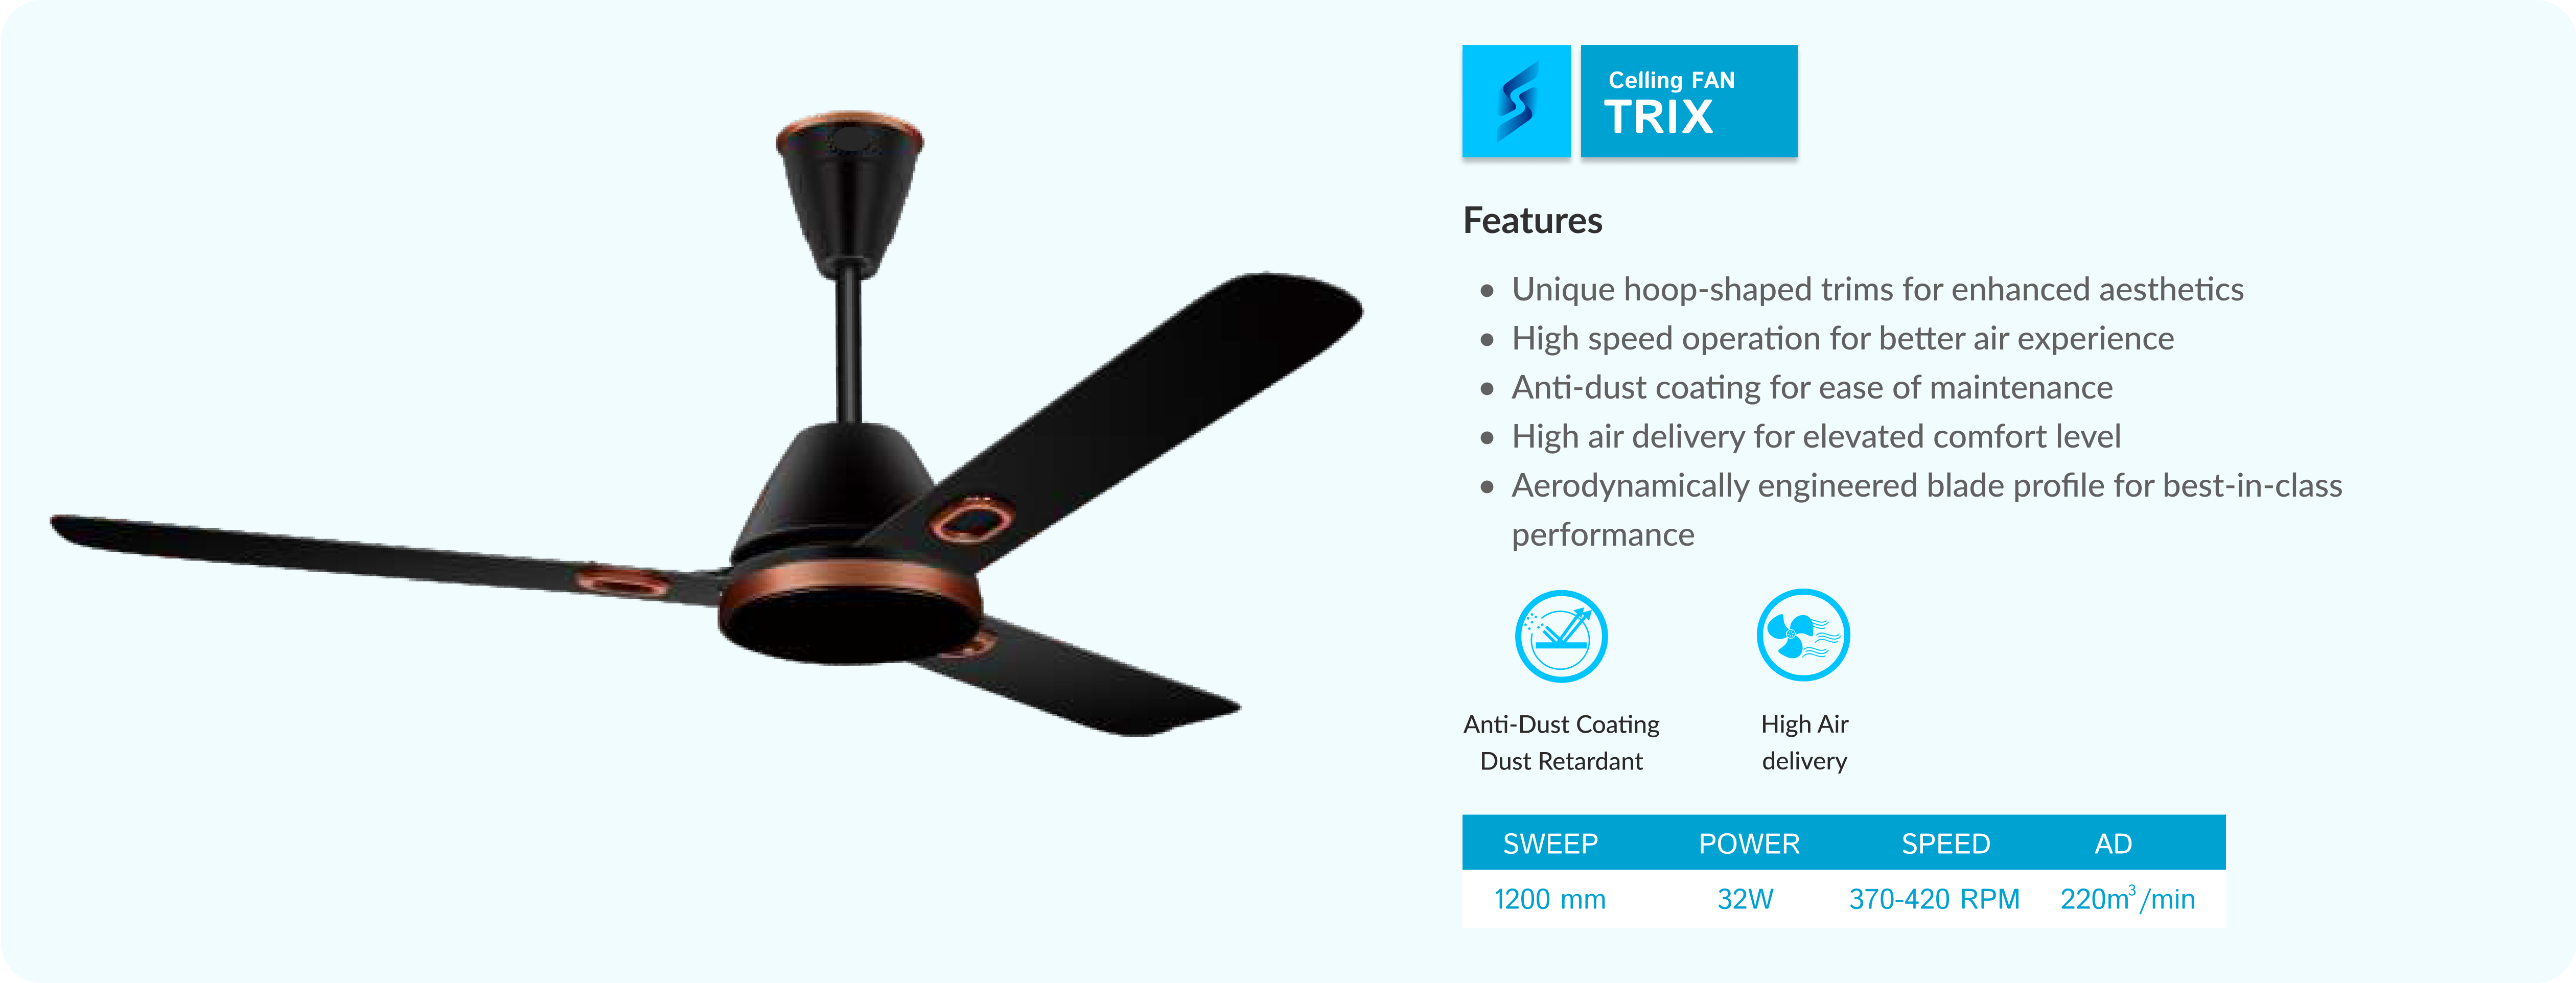 Celling FAN
TRIX
Features
• Unique hoop-shaped trims for enhanced aesthetics
• High speed operation for better air experience
• Anti-dust coating for ease of maintenance
• High air delivery for elevated comfort level
• Aerodynamically engineered blade profile for best-in-class
performance
Anti-Dust Coating
Dust Retardant
High Air
delivery
SWEEP POWER SPEED AD
1200 mm 32W 370-420 RPM 220m³/min